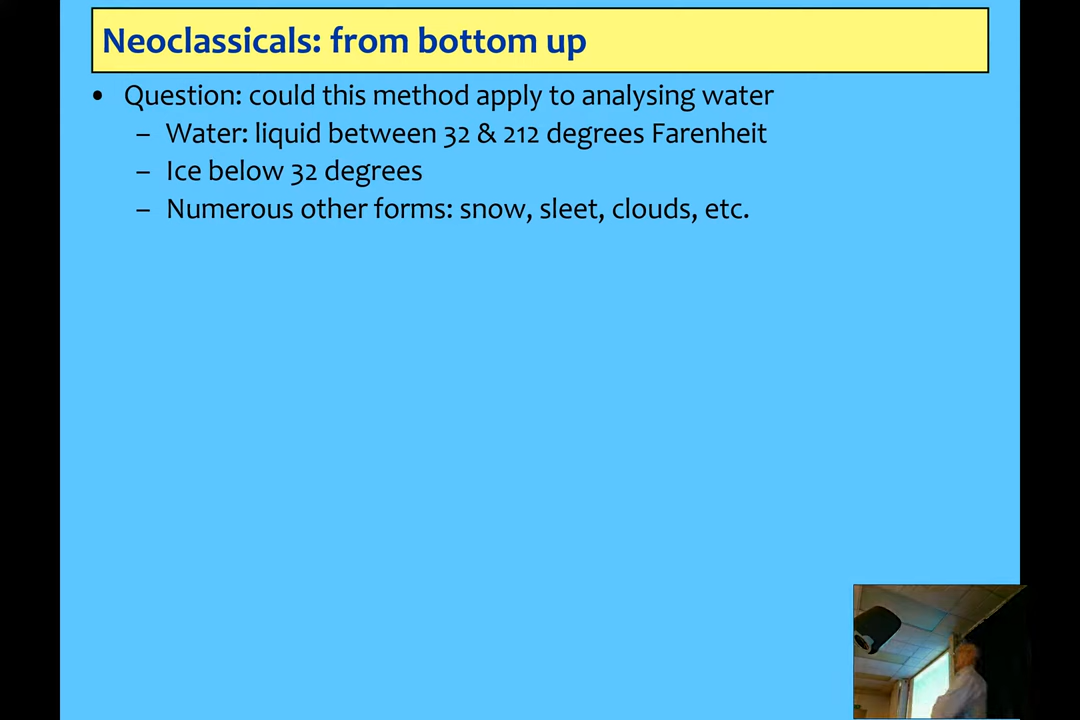 Neoclassicals: from bottom up
• Question: could this method apply to analysing water
– Water: liquid between 32 & 212 degrees Farenheit
– Ice below 32 degrees
– Numerous other forms: snow, sleet, clouds, etc.